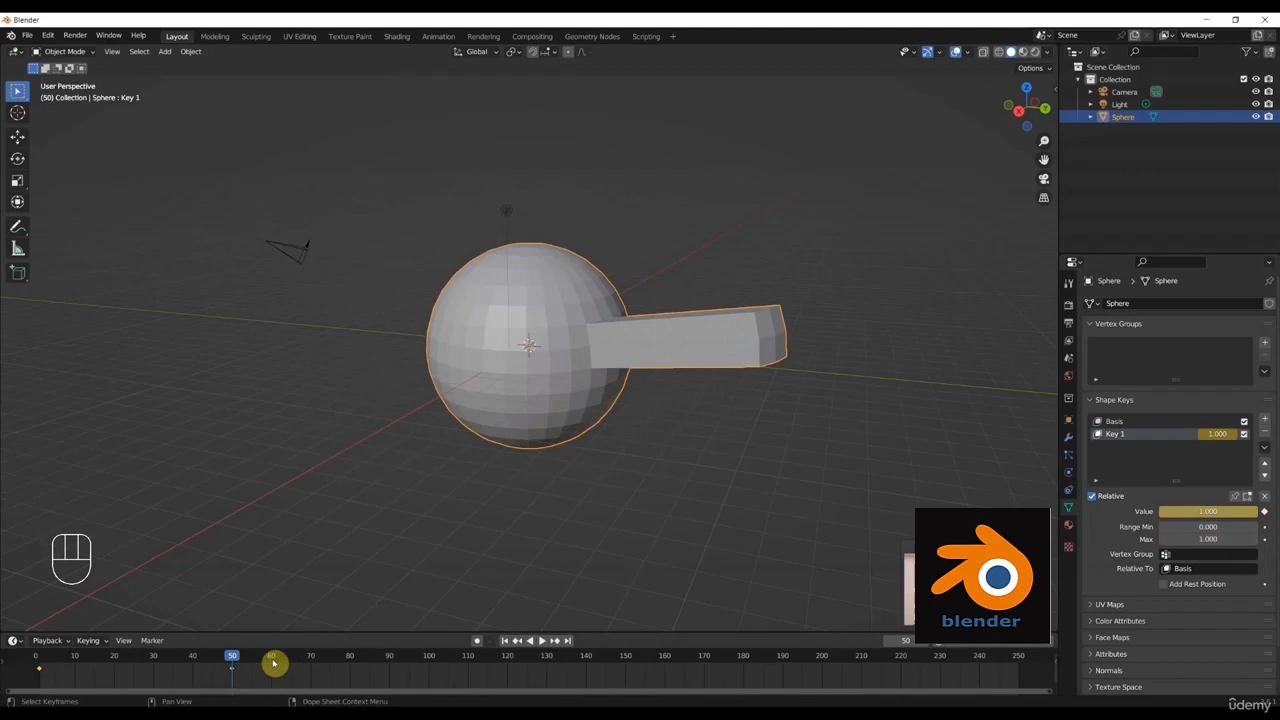 Blender
File Edit Render Window Help Layout Modeling Sculpting UV Editing Texture Paint Shading Animation Rendering Compositing Geometry Nodes Scripting + Scene ViewLayer
Object Mode View Select Add Object Global
Options
User Perspective
(50) Collection | Sphere : Key 1
Scene Collection
Collection
Camera
Light
Sphere
X
Y
Z
Sphere Sphere
Sphere
Vertex Groups
Shape Keys
Basis
Key 1 1.000
Relative
Value 1.000
Range Min 0.000
Max 1.000
Vertex Group
Relative To Basis
Add Rest Position
UV Maps
Color Attributes
Face Maps
Attributes
Normals
Texture Space
blender
Playback Keying View Marker 50
0 10 20 30 40 50 60 70 80 90 100 110 120 130 140 150 160 170 180 190 200 210 220 230 240 250
Select Keyframes Pan View Dope Sheet Context Menu
udemy